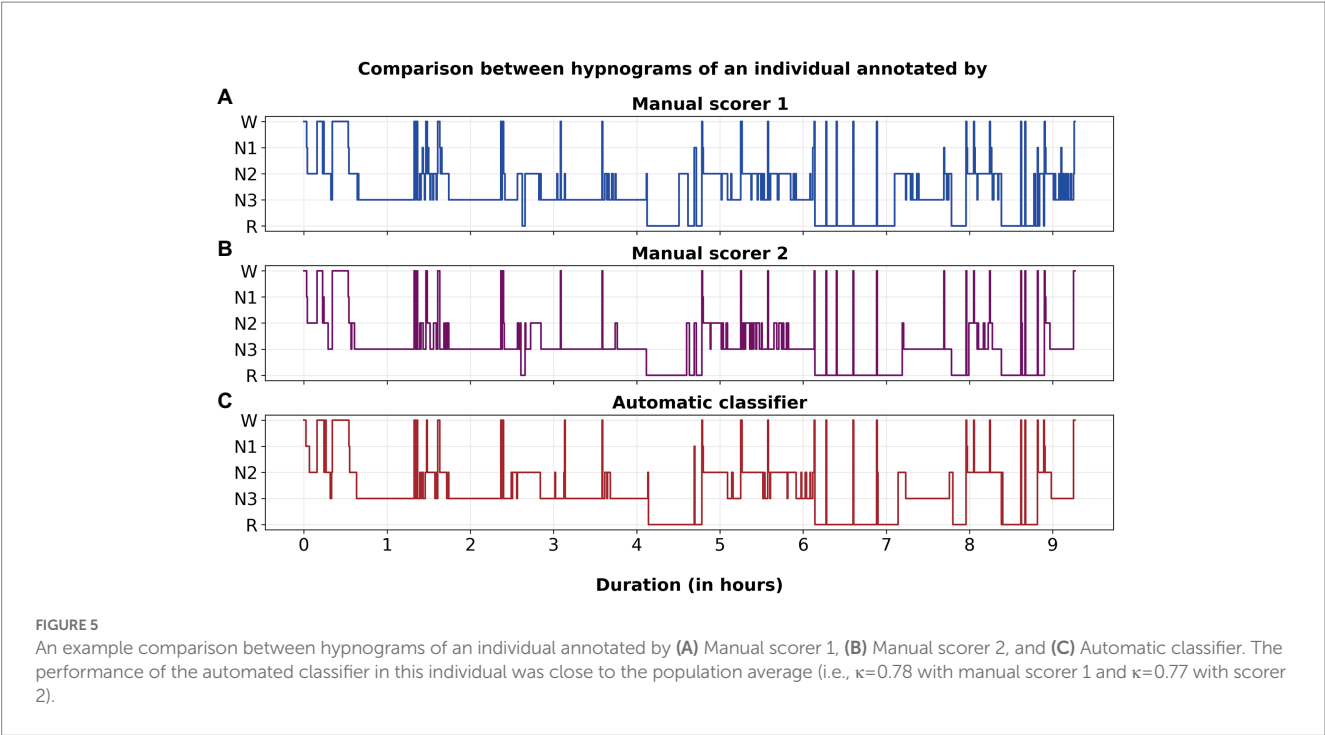 Comparison between hypnograms of an individual annotated by
A
Manual scorer 1
W
N1
N2
N3
R
B
Manual scorer 2
W
N1
N2
N3
R
C
Automatic classifier
W
N1
N2
N3
R
0 1 2 3 4 5 6 7 8 9
Duration (in hours)
FIGURE 5
An example comparison between hypnograms of an individual annotated by (A) Manual scorer 1, (B) Manual scorer 2, and (C) Automatic classifier. The
performance of the automated classifier in this individual was close to the population average (i.e., κ=0.78 with manual scorer 1 and κ=0.77 with scorer
2).